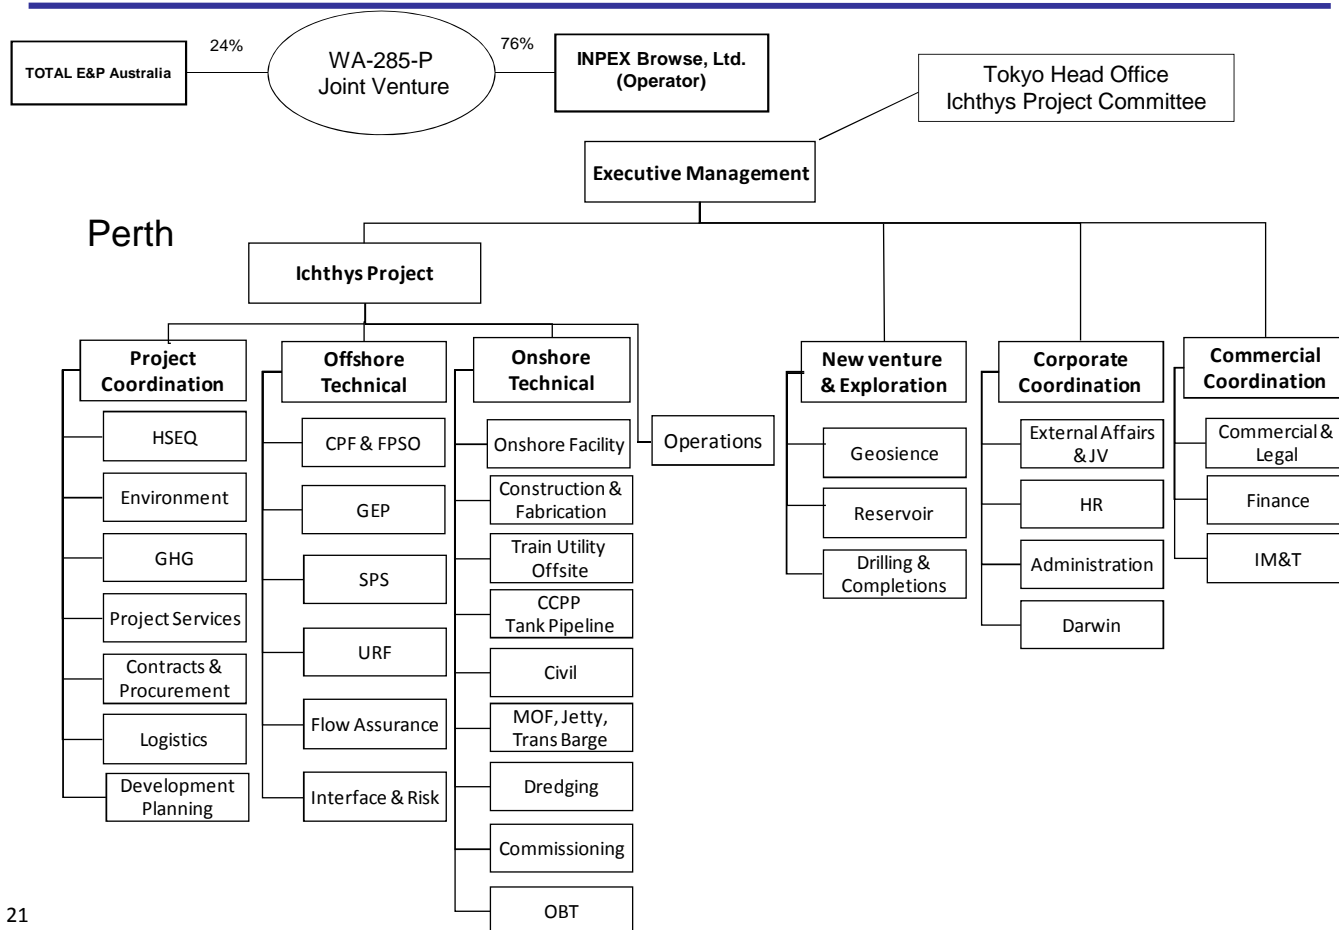 24%
76%
TOTAL E&P Australia
WA-285-P
Joint Venture
INPEX Browse, Ltd.
(Operator)
Tokyo Head Office
Ichthys Project Committee
Executive Management
Perth
Ichthys Project
Project
Coordination
HSEQ
Environment
GHG
Project Services
Contracts &
Procurement
Logistics
Development
Planning
Offshore
Technical
CPF & FPSO
GEP
SPS
URF
Flow Assurance
Interface & Risk
Onshore
Technical
Onshore Facility
Construction &
Fabrication
Train Utility
Offsite
CCPP
Tank Pipeline
Civil
MOF, Jetty,
Trans Barge
Dredging
Commissioning
OBT
Operations
New venture
& Exploration
Geosience
Reservoir
Drilling &
Completions
Corporate
Coordination
External Affairs
& JV
HR
Administration
Darwin
Commercial
Coordination
Commercial &
Legal
Finance
IM&T
21